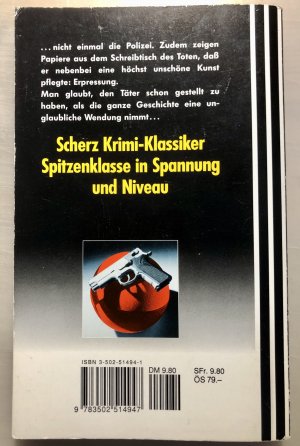 ...nicht einmal die Polizei. Zudem zeigen
Papiere aus dem Schreibtisch des Toten, daß
er nebenbei eine höchst unschöne Kunst
pflegte: Erpressung.
Man glaubt, den Täter schon gestellt zu
haben, als die ganze Geschichte eine un-
glaubliche Wendung nimmt...
Scherz Krimi-Klassiker
Spitzenklasse in Spannung
und Niveau
ISBN 3-502-51494-1
DM 9.80
SFr. 9.80
ÖS 79.–
9 783502 514947